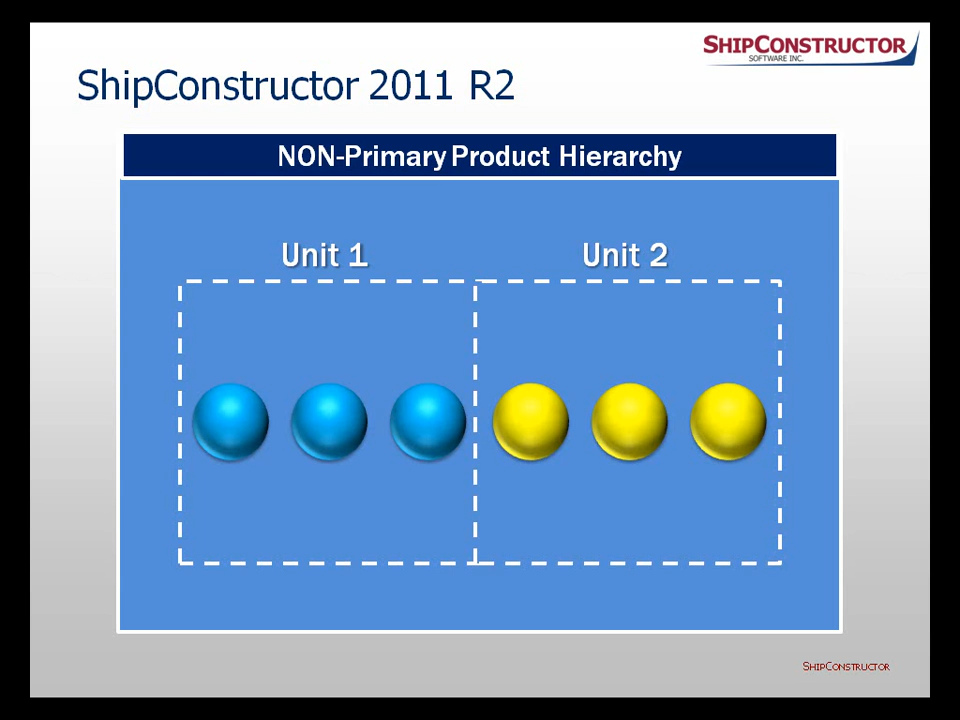 SHIPCONSTRUCTOR
SOFTWARE INC.
ShipConstructor 2011 R2
NON-Primary Product Hierarchy
Unit 1
Unit 2
SHIPCONSTRUCTOR